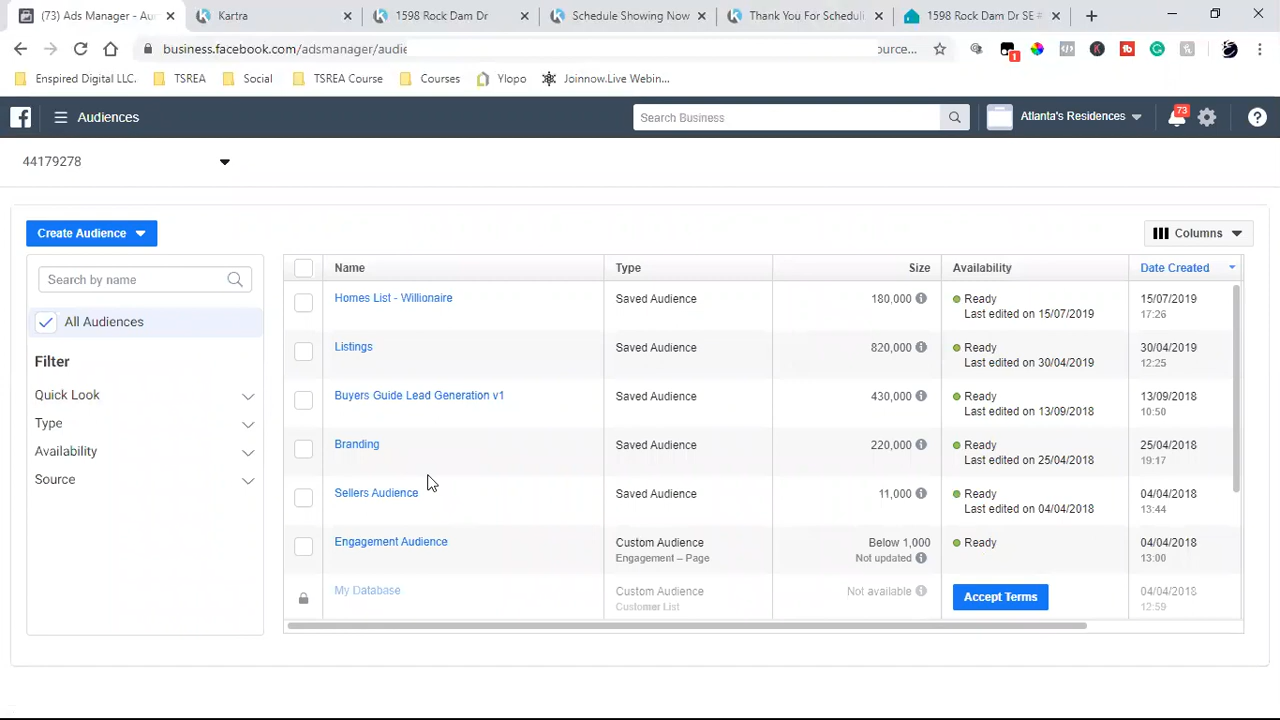 (73) Ads Manager - Au
Kartra
1598 Rock Dam Dr
Schedule Showing Now
Thank You For Scheduli
1598 Rock Dam Dr SE #
business.facebook.com/adsmanager/audie
ource...
1
Enspired Digital LLC.
TSREA
Social
TSREA Course
Courses
Ylopo
Joinnow.Live Webin...
Audiences
Search Business
Atlanta's Residences
73
44179278
Create Audience
Columns
Search by name
All Audiences
Filter
Quick Look
Type
Availability
Source
Name Type Size Availability Date Created
Homes List - Willionaire Saved Audience 180,000 Ready 15/07/2019
Last edited on 15/07/2019 17:26
Listings Saved Audience 820,000 Ready 30/04/2019
Last edited on 30/04/2019 12:25
Buyers Guide Lead Generation v1 Saved Audience 430,000 Ready 13/09/2018
Last edited on 13/09/2018 10:50
Branding Saved Audience 220,000 Ready 25/04/2018
Last edited on 25/04/2018 19:17
Sellers Audience Saved Audience 11,000 Ready 04/04/2018
Last edited on 04/04/2018 13:44
Engagement Audience Custom Audience Below 1,000 Ready 04/04/2018
Engagement – Page Not updated 13:00
My Database Custom Audience Not available Accept Terms 04/04/2018
Customer List 12:59